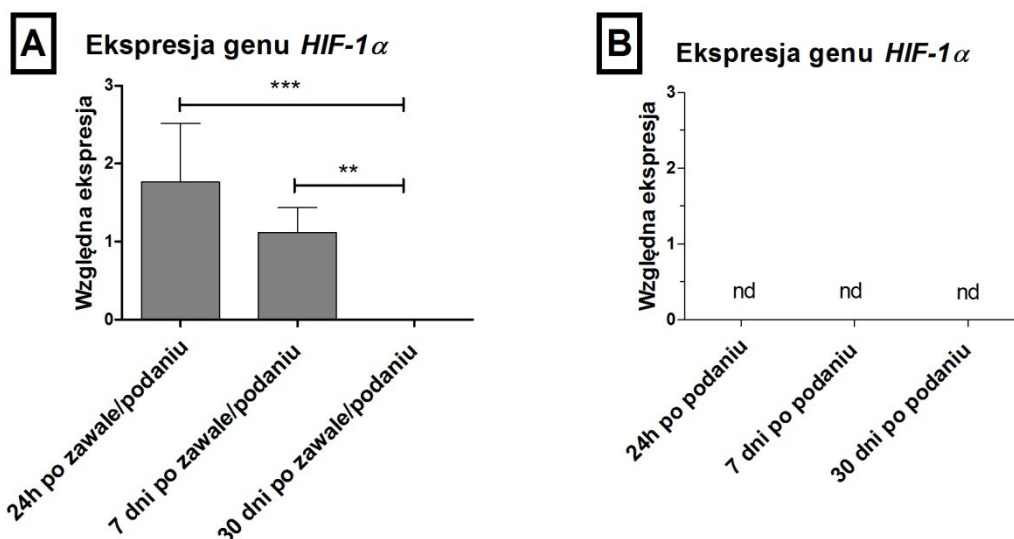 A
Ekspresja genu HIF-1α
Względna ekspresja
3
2
1
0
***
**
24h po zawale/podaniu
7 dni po zawale/podaniu
30 dni po zawale/podaniu
B
Ekspresja genu HIF-1α
Względna ekspresja
3
2
1
0
nd
nd
nd
24h po podaniu
7 dni po podaniu
30 dni po podaniu